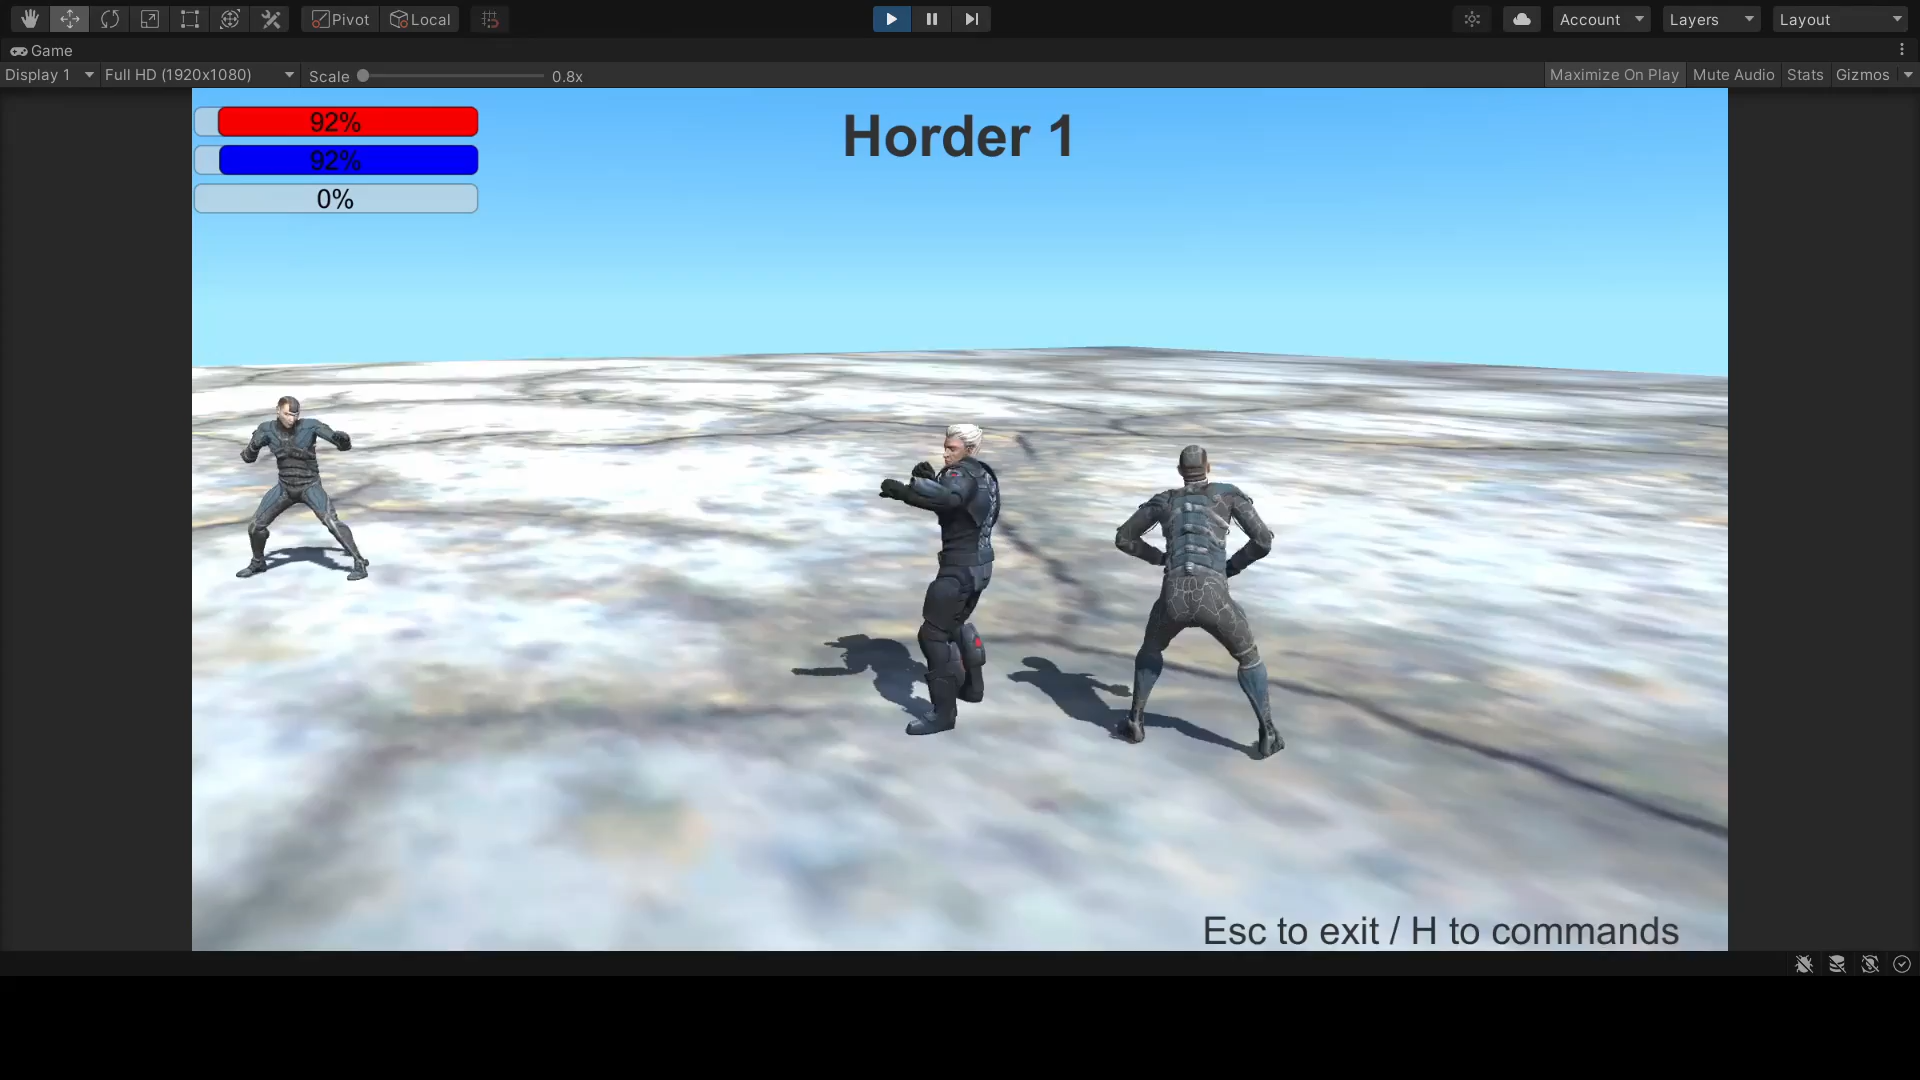 Pivot
Local
Account
Layers
Layout
Game
Display 1
Full HD (1920x1080)
Scale
0.8x
Maximize On Play
Mute Audio
Stats
Gizmos
92%
Horder 1
92%
0%
Esc to exit / H to commands